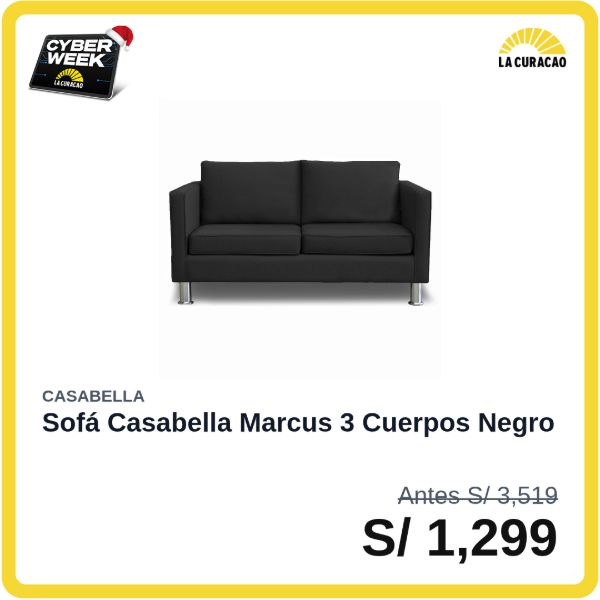 CYBER
WEEK
LA CURACAO
LA CURACAO
CASABELLA
Sofá Casabella Marcus 3 Cuerpos Negro
Antes S/ 3,519
S/ 1,299